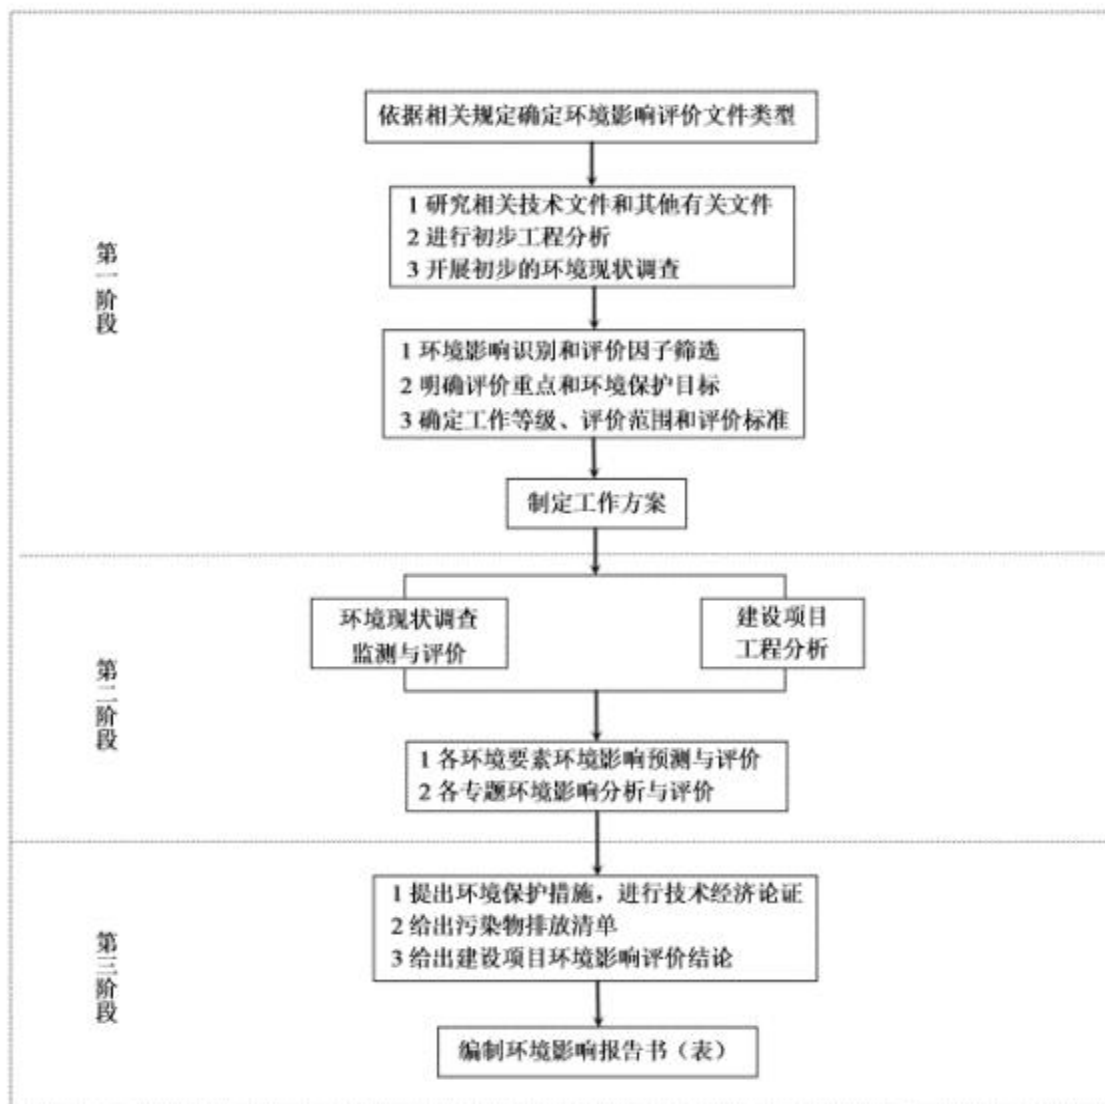 依据相关规定确定环境影响评价文件类型
1 研究相关技术文件和其他有关文件
2 进行初步工程分析
3 开展初步的环境现状调查
第一阶段
1 环境影响识别和评价因子筛选
2 明确评价重点和环境保护目标
3 确定工作等级、评价范围和评价标准
制定工作方案
环境现状调查
监测与评价
建设项目
工程分析
第二阶段
1 各环境要素环境影响预测与评价
2 各专题环境影响分析与评价
1 提出环境保护措施，进行技术经济论证
2 给出污染物排放清单
3 给出建设项目环境影响评价结论
第三阶段
编制环境影响报告书（表）